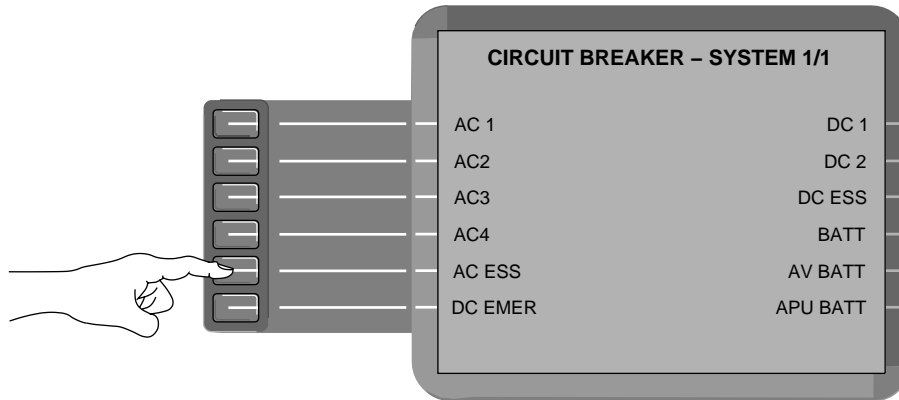 CIRCUIT BREAKER – SYSTEM 1/1
AC 1 DC 1
AC2 DC 2
AC3 DC ESS
AC4 BATT
AC ESS AV BATT
DC EMER APU BATT